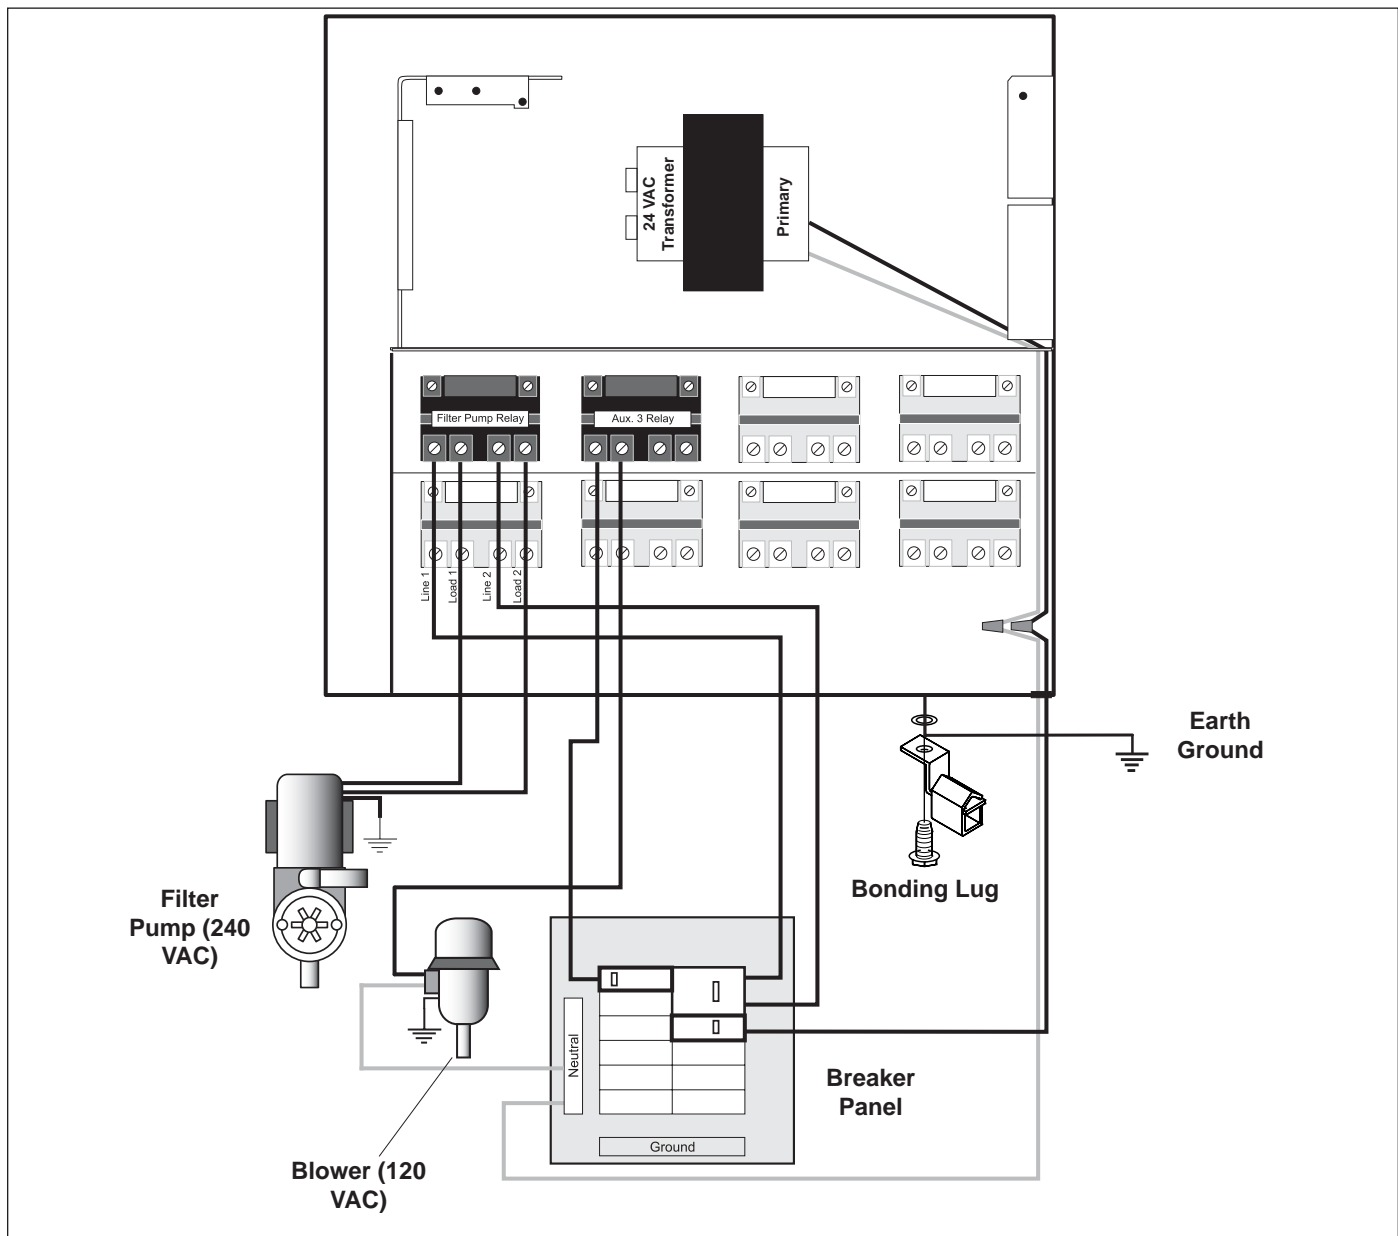 24 VAC
Transformer
Primary
Filter Pump Relay
Aux. 3 Relay
Line 1
Load 1
Line 2
Load 2
Earth
Ground
Bonding Lug
Filter
Pump (240
VAC)
Neutral
Breaker
Panel
Ground
Blower (120
VAC)